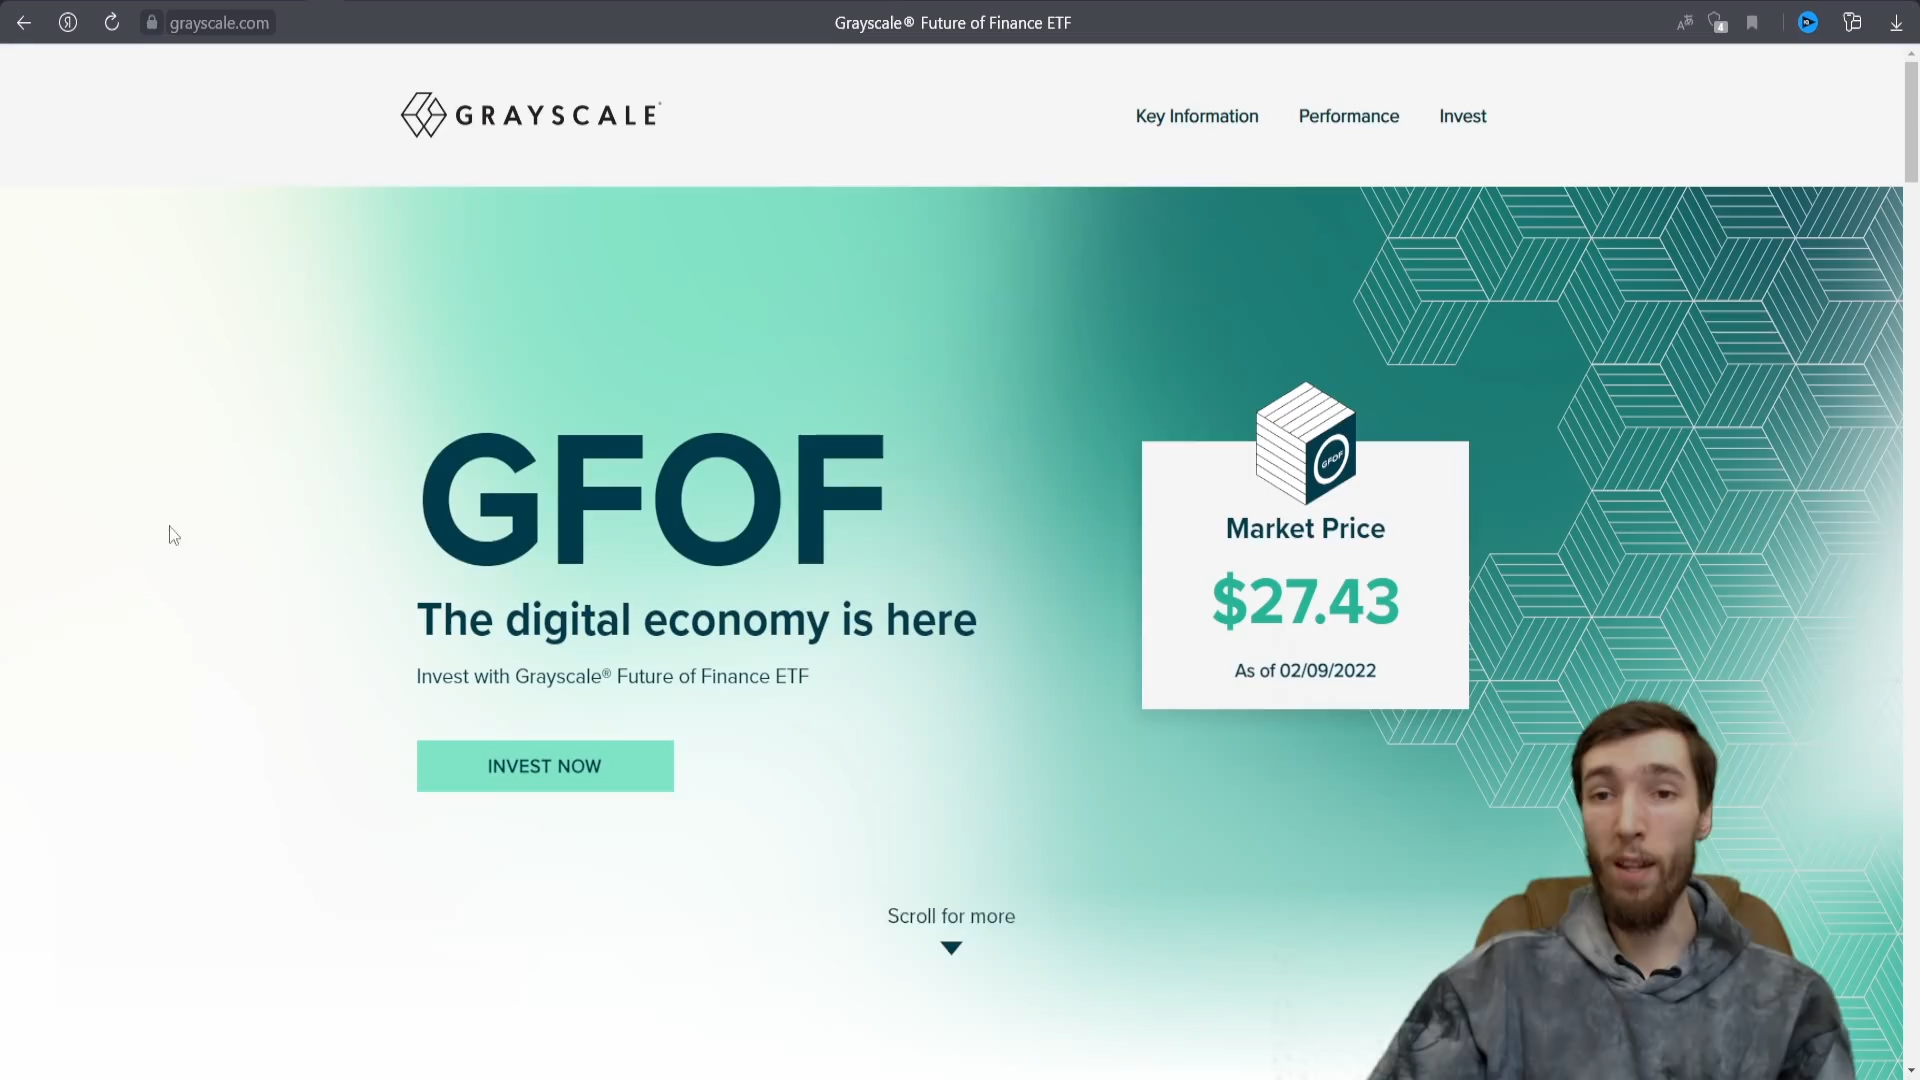 grayscale.com
Grayscale® Future of Finance ETF
4
GRAYSCALE
Key Information
Performance
Invest
GFOF
The digital economy is here
Invest with Grayscale® Future of Finance ETF
INVEST NOW
GFOF
Market Price
$27.43
As of 02/09/2022
Scroll for more